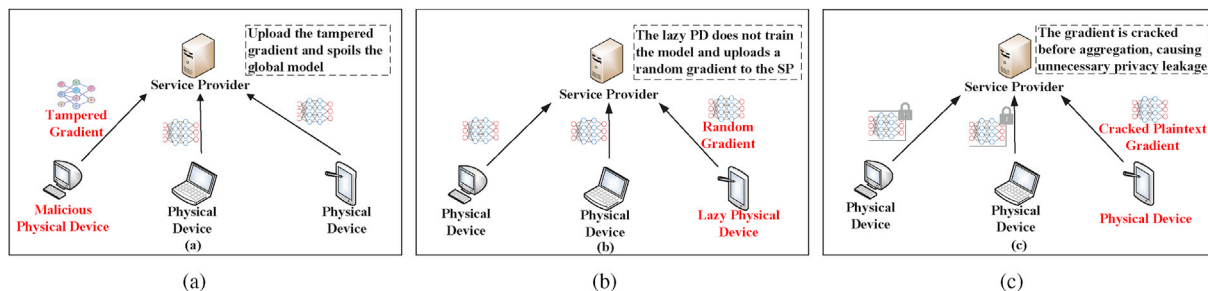 Upload the tampered
gradient and spoils the
global model
Service Provider
Tampered
Gradient
Malicious
Physical Device
Physical
Device
Physical
Device
(a)
The lazy PD does not train
the model and uploads a
random gradient to the SP
Service Provider
Random
Gradient
Physical
Device
Physical
Device
Lazy Physical
Device
(b)
The gradient is cracked
before aggregation, causing
unnecessary privacy leakage
Service Provider
Cracked Plaintext
Gradient
Physical
Device
Physical
Device
Physical Device
(c)
(a)
(b)
(c)